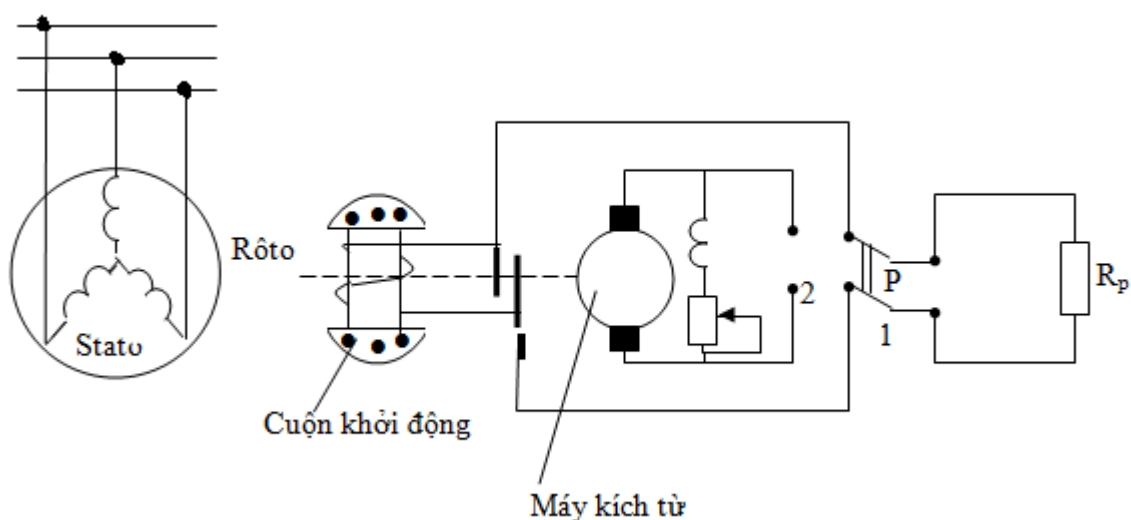 Rôto
Stato
Cuộn khởi động
Máy kích từ
2
P
1
Rp